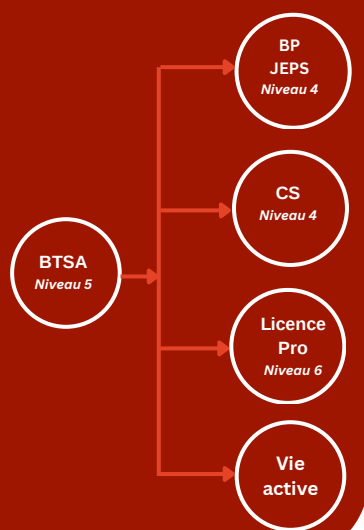 BP
JEPS
Niveau 4
CS
Niveau 4
BTSA
Niveau 5
Licence
Pro
Niveau 6
Vie
active